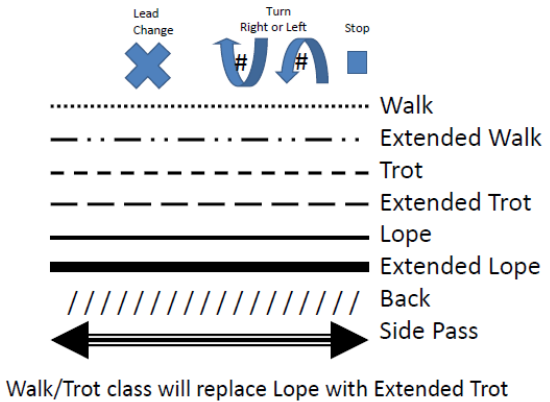 Lead
Change
Turn
Right or Left
Stop
# #
Walk
Extended Walk
Trot
Extended Trot
Lope
Extended Lope
Back
Side Pass
Walk/Trot class will replace Lope with Extended Trot